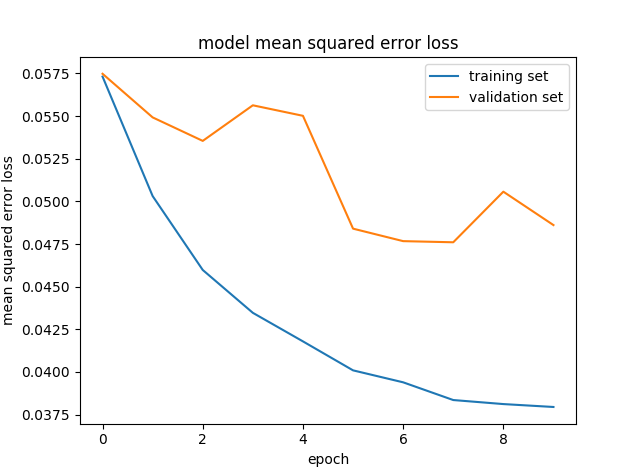 model mean squared error loss
training set
validation set
mean squared error loss
0.0575
0.0550
0.0525
0.0500
0.0475
0.0450
0.0425
0.0400
0.0375
0 2 4 6 8
epoch